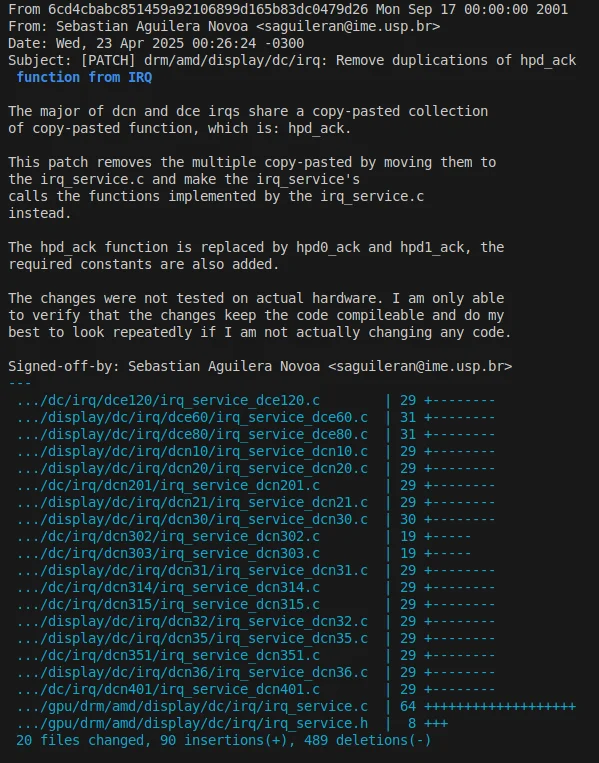 From 6cd4cbabc851459a92106899d165b83dc0479d26 Mon Sep 17 00:00:00 2001
From: Sebastian Aguilera Novoa <saguileran@ime.usp.br>
Date: Wed, 23 Apr 2025 00:26:24 -0300
Subject: [PATCH] drm/amd/display/dc/irq: Remove duplications of hpd_ack
 function from IRQ

The major of dcn and dce irqs share a copy-pasted collection
of copy-pasted function, which is: hpd_ack.

This patch removes the multiple copy-pasted by moving them to
the irq_service.c and make the irq_service's
calls the functions implemented by the irq_service.c
instead.

The hpd_ack function is replaced by hpd0_ack and hpd1_ack, the
required constants are also added.

The changes were not tested on actual hardware. I am only able
to verify that the changes keep the code compileable and do my
best to look repeatedly if I am not actually changing any code.

Signed-off-by: Sebastian Aguilera Novoa <saguileran@ime.usp.br>
---
 .../dc/irq/dce120/irq_service_dce120.c        | 29 +--------
 .../display/dc/irq/dce60/irq_service_dce60.c  | 31 +--------
 .../display/dc/irq/dce80/irq_service_dce80.c  | 31 +--------
 .../display/dc/irq/dcn10/irq_service_dcn10.c  | 29 +--------
 .../display/dc/irq/dcn20/irq_service_dcn20.c  | 29 +--------
 .../dc/irq/dcn201/irq_service_dcn201.c        | 29 +--------
 .../display/dc/irq/dcn21/irq_service_dcn21.c  | 29 +--------
 .../display/dc/irq/dcn30/irq_service_dcn30.c  | 30 +--------
 .../dc/irq/dcn302/irq_service_dcn302.c        | 19 +-----
 .../dc/irq/dcn303/irq_service_dcn303.c        | 19 +-----
 .../display/dc/irq/dcn31/irq_service_dcn31.c  | 29 +--------
 .../dc/irq/dcn314/irq_service_dcn314.c        | 29 +--------
 .../dc/irq/dcn315/irq_service_dcn315.c        | 29 +--------
 .../display/dc/irq/dcn32/irq_service_dcn32.c  | 29 +--------
 .../display/dc/irq/dcn35/irq_service_dcn35.c  | 29 +--------
 .../dc/irq/dcn351/irq_service_dcn351.c        | 29 +--------
 .../display/dc/irq/dcn36/irq_service_dcn36.c  | 29 +--------
 .../dc/irq/dcn401/irq_service_dcn401.c        | 29 +--------
 .../gpu/drm/amd/display/dc/irq/irq_service.c  | 64 +++++++++++++++++++
 .../gpu/drm/amd/display/dc/irq/irq_service.h  |  8 +++
 20 files changed, 90 insertions(+), 489 deletions(-)